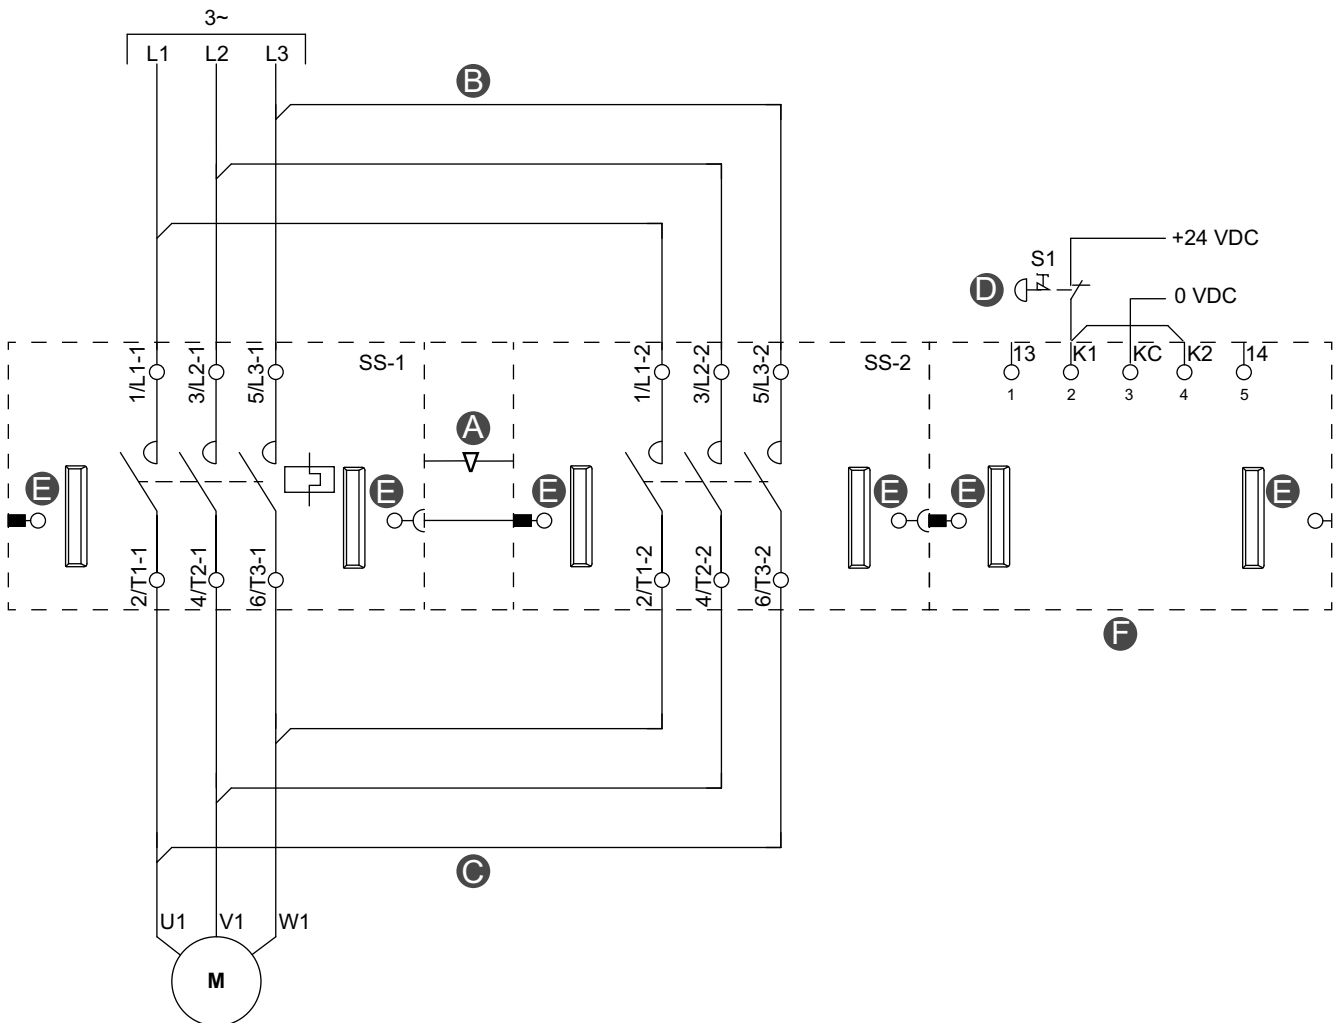 3~
L1 L2 L3
B
+24 VDC
S1
D
0 VDC
1/L1-1 3/L2-1 5/L3-1 SS-1 1/L1-2 3/L2-2 5/L3-2 SS-2 13 K1 KC K2 14
1 2 3 4 5
A
E E E E E E
2/T1-1 4/T2-1 6/T3-1 2/T1-2 4/T2-2 6/T3-2
F
C
U1 V1 W1
M